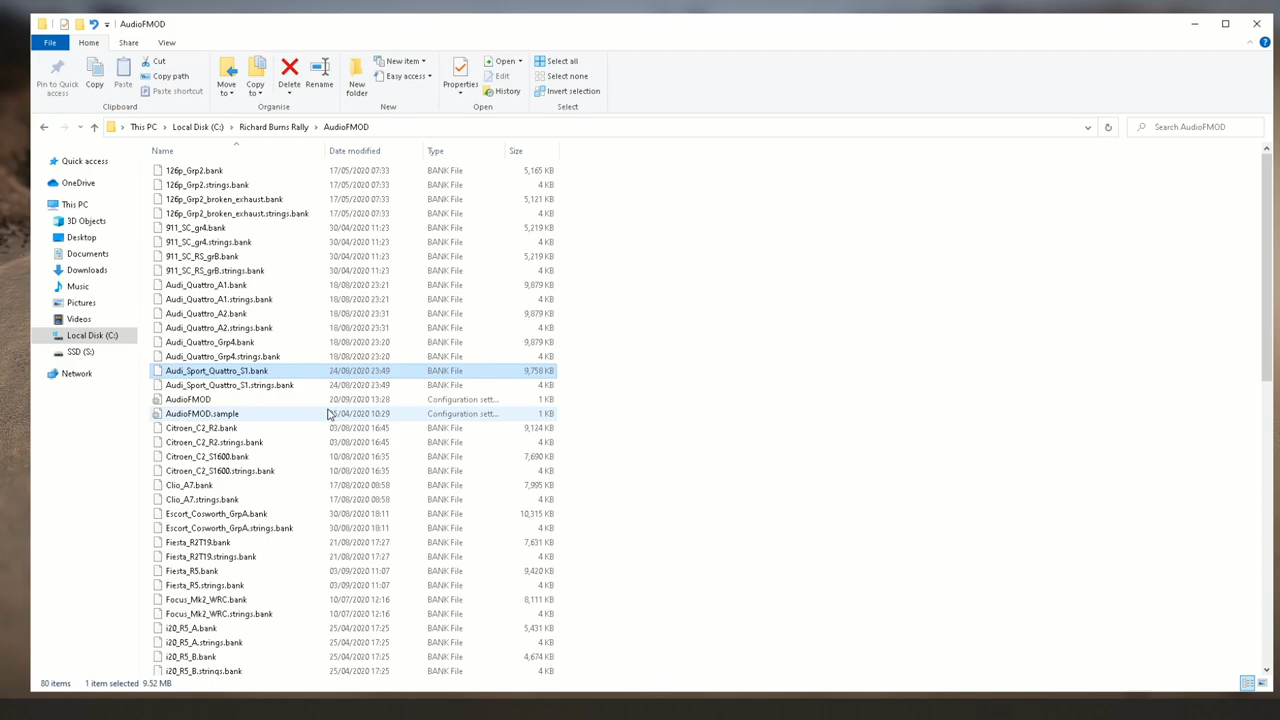 AudioFMOD
File Home Share View
Pin to Quick access Copy Paste Cut Copy path Paste shortcut Move to Copy to Delete Rename New folder New item Easy access Properties Open Edit History Select all Select none Invert selection
Clipboard Organise New Open Select
This PC Local Disk (C:) Richard Burns Rally AudioFMOD Search AudioFMOD
Quick access
OneDrive
This PC
3D Objects
Desktop
Documents
Downloads
Music
Pictures
Videos
Local Disk (C:)
SSD (S:)
Network
Name Date modified Type Size
126p_Grp2.bank 17/05/2020 07:33 BANK File 5,165 KB
126p_Grp2.strings.bank 17/05/2020 07:33 BANK File 4 KB
126p_Grp2_broken_exhaust.bank 17/05/2020 07:33 BANK File 5,121 KB
126p_Grp2_broken_exhaust.strings.bank 17/05/2020 07:33 BANK File 4 KB
911_SC_gr4.bank 30/04/2020 11:23 BANK File 5,219 KB
911_SC_gr4.strings.bank 30/04/2020 11:23 BANK File 4 KB
911_SC_RS_grB.bank 30/04/2020 11:23 BANK File 5,219 KB
911_SC_RS_grB.strings.bank 30/04/2020 11:23 BANK File 4 KB
Audi_Quattro_A1.bank 18/08/2020 23:21 BANK File 9,879 KB
Audi_Quattro_A1.strings.bank 18/08/2020 23:21 BANK File 4 KB
Audi_Quattro_A2.bank 18/08/2020 23:31 BANK File 9,879 KB
Audi_Quattro_A2.strings.bank 18/08/2020 23:31 BANK File 4 KB
Audi_Quattro_Grp4.bank 18/08/2020 23:20 BANK File 9,879 KB
Audi_Quattro_Grp4.strings.bank 18/08/2020 23:20 BANK File 4 KB
Audi_Sport_Quattro_S1.bank 24/08/2020 23:49 BANK File 9,758 KB
Audi_Sport_Quattro_S1.strings.bank 24/08/2020 23:49 BANK File 4 KB
AudioFMOD 20/09/2020 13:28 Configuration sett... 1 KB
AudioFMOD.sample 5/04/2020 10:29 Configuration sett... 1 KB
Citroen_C2_R2.bank 03/08/2020 16:45 BANK File 9,124 KB
Citroen_C2_R2.strings.bank 03/08/2020 16:45 BANK File 4 KB
Citroen_C2_S1600.bank 10/08/2020 16:35 BANK File 7,690 KB
Citroen_C2_S1600.strings.bank 10/08/2020 16:35 BANK File 4 KB
Clio_A7.bank 17/08/2020 08:58 BANK File 7,995 KB
Clio_A7.strings.bank 17/08/2020 08:58 BANK File 4 KB
Escort_Cosworth_GrpA.bank 30/08/2020 18:11 BANK File 10,315 KB
Escort_Cosworth_GrpA.strings.bank 30/08/2020 18:11 BANK File 4 KB
Fiesta_R2T19.bank 21/08/2020 17:27 BANK File 7,631 KB
Fiesta_R2T19.strings.bank 21/08/2020 17:27 BANK File 4 KB
Fiesta_R5.bank 03/09/2020 11:07 BANK File 9,420 KB
Fiesta_R5.strings.bank 03/09/2020 11:07 BANK File 4 KB
Focus_Mk2_WRC.bank 10/07/2020 12:16 BANK File 8,111 KB
Focus_Mk2_WRC.strings.bank 10/07/2020 12:16 BANK File 4 KB
i20_R5_A.bank 25/04/2020 17:25 BANK File 5,431 KB
i20_R5_A.strings.bank 25/04/2020 17:25 BANK File 4 KB
i20_R5_B.bank 25/04/2020 17:25 BANK File 4,674 KB
i20_R5_B.strings.bank 25/04/2020 17:25 BANK File 4 KB
80 items 1 item selected 9.52 MB